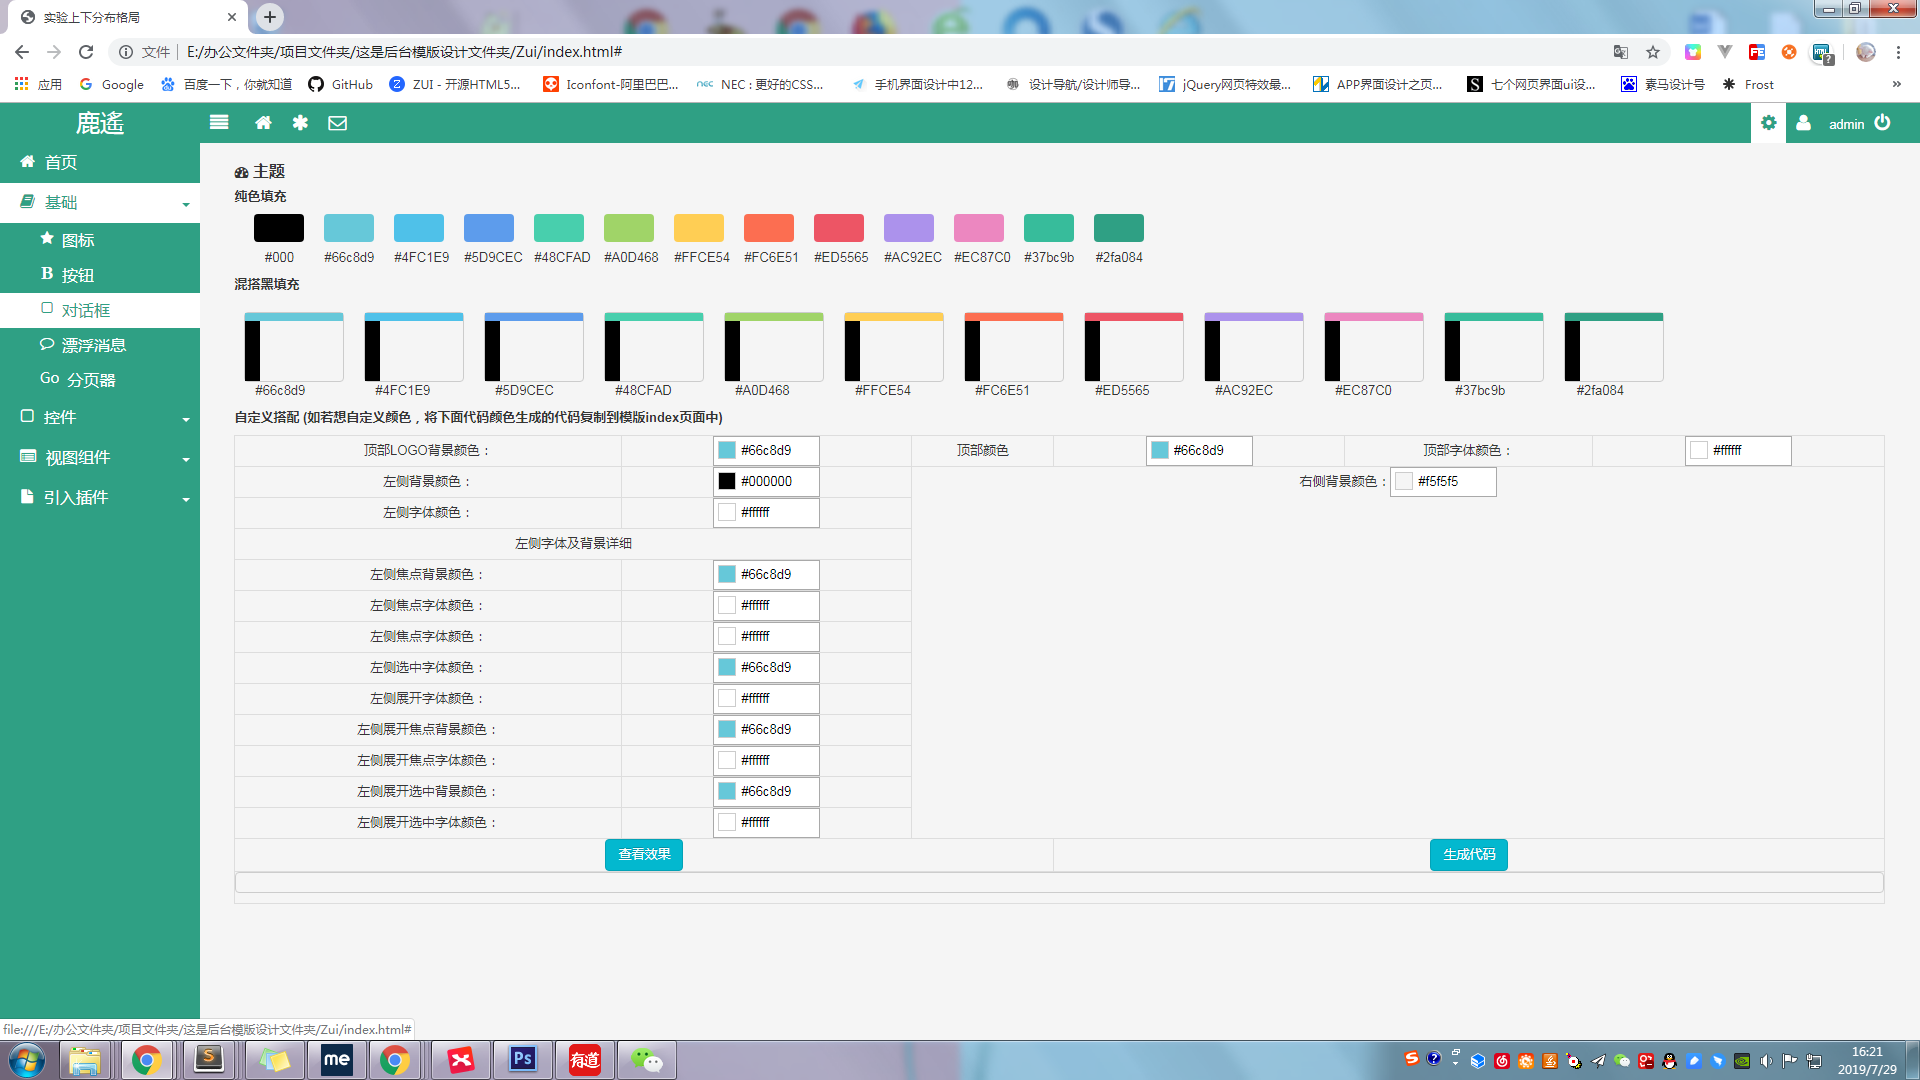 实验上下分布格局
文件 E:/办公文件夹/项目文件夹/这是后台模版设计文件夹/Zui/index.html#
应用 Google 百度一下，你就知道 GitHub ZUI - 开源HTML5... Iconfont-阿里巴巴... NEC : 更好的CSS... 手机界面设计中12... 设计导航/设计师导... jQuery网页特效最... APP界面设计之页... 七个网页界面ui设... 素马设计号 Frost »
鹿遙 admin
首页
基础
图标
B 按钮
对话框
漂浮消息
Go 分页器
控件
视图组件
引入插件
主题
纯色填充
#000 #66c8d9 #4FC1E9 #5D9CEC #48CFAD #A0D468 #FFCE54 #FC6E51 #ED5565 #AC92EC #EC87C0 #37bc9b #2fa084
混搭黑填充
#66c8d9 #4FC1E9 #5D9CEC #48CFAD #A0D468 #FFCE54 #FC6E51 #ED5565 #AC92EC #EC87C0 #37bc9b #2fa084
自定义搭配 (如若想自定义颜色，将下面代码颜色生成的代码复制到模版index页面中)
顶部LOGO背景颜色： #66c8d9 顶部颜色 #66c8d9 顶部字体颜色： #ffffff
左侧背景颜色： #000000 右侧背景颜色： #f5f5f5
左侧字体颜色： #ffffff
左侧字体及背景详细
左侧焦点背景颜色： #66c8d9
左侧焦点字体颜色： #ffffff
左侧焦点字体颜色： #ffffff
左侧选中字体颜色： #66c8d9
左侧展开字体颜色： #ffffff
左侧展开焦点背景颜色： #66c8d9
左侧展开焦点字体颜色： #ffffff
左侧展开选中背景颜色： #66c8d9
左侧展开选中字体颜色： #ffffff
查看效果 生成代码
file:///E:/办公文件夹/项目文件夹/这是后台模版设计文件夹/Zui/index.html#
me Ps 有道
16:21
2019/7/29